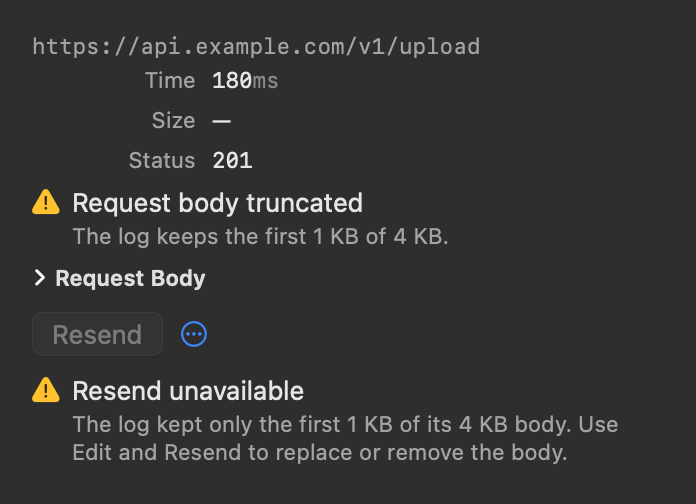 https://api.example.com/v1/upload
Time 180ms
Size —
Status 201
Request body truncated
The log keeps the first 1 KB of 4 KB.
Request Body
Resend
Resend unavailable
The log kept only the first 1 KB of its 4 KB body. Use
Edit and Resend to replace or remove the body.